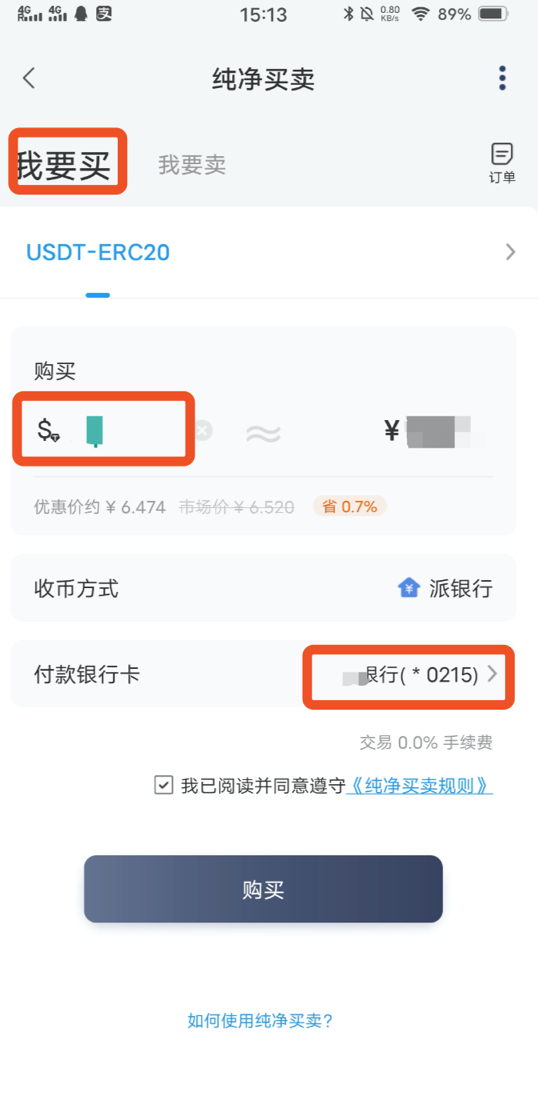 4G 4G 支 15:13 0.80 KB/s 89%
纯净买卖
我要买 我要卖
订单
USDT-ERC20
购买
$ ≈ ¥
优惠价约 ¥ 6.474 市场价 ¥ 6.520 省 0.7%
收币方式 派银行
付款银行卡 银行( * 0215)
交易 0.0% 手续费
我已阅读并同意遵守《纯净买卖规则》
购买
如何使用纯净买卖?